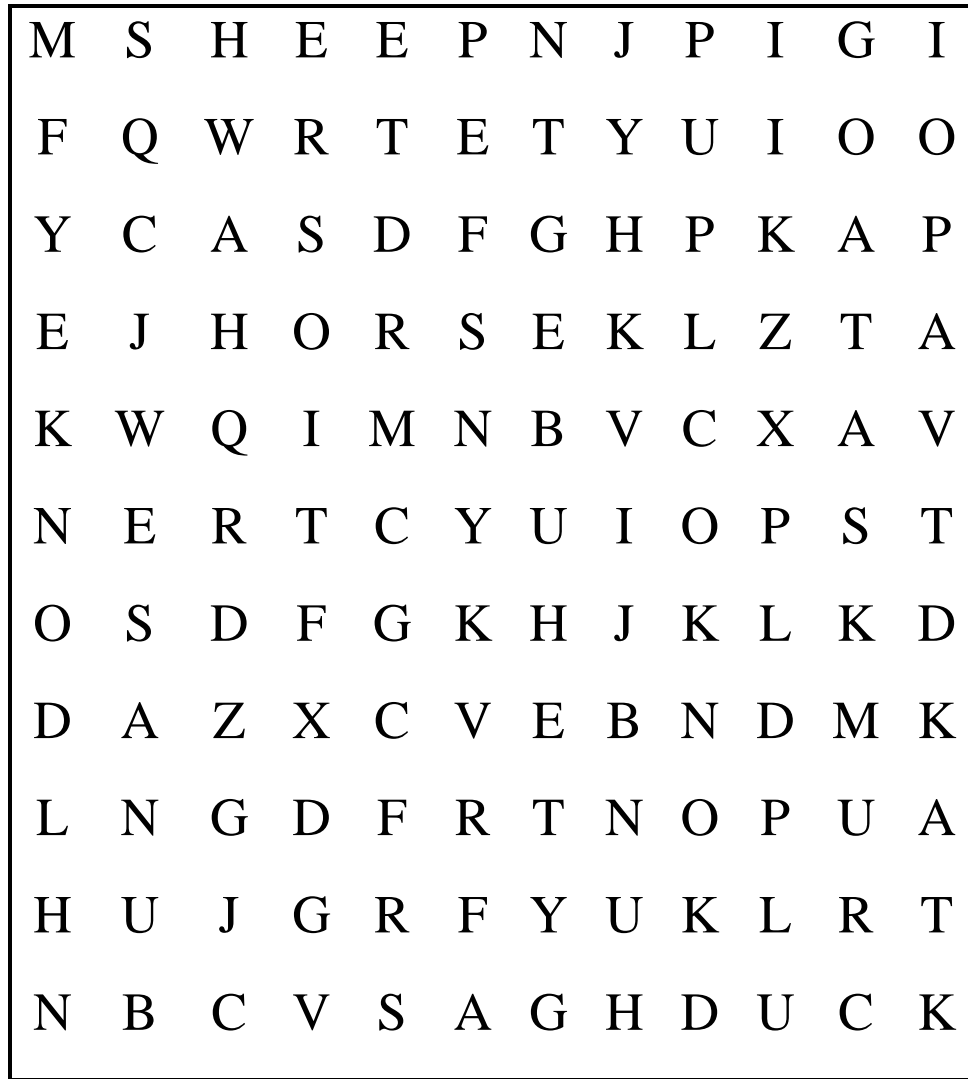 M S H E E P N J P I G I
F Q W R T E T Y U I O O
Y C A S D F G H P K A P
E J H O R S E K L Z T A
K W Q I M N B V C X A V
N E R T C Y U I O P S T
O S D F G K H J K L K D
D A Z X C V E B N D M K
L N G D F R T N O P U A
H U J G R F Y U K L R T
N B C V S A G H D U C K